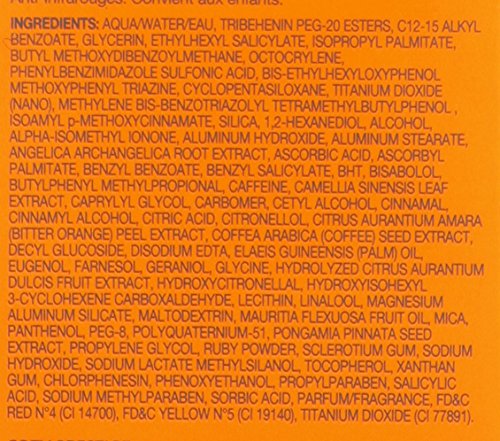 Anti-Infrarouges. Convient aux enfants.
INGREDIENTS: AQUA/WATER/EAU, TRIBEHENIN PEG-20 ESTERS, C12-15 ALKYL
BENZOATE, GLYCERIN, ETHYLHEXYL SALICYLATE, ISOPROPYL PALMITATE,
BUTYL METHOXYDIBENZOYLMETHANE, OCTOCRYLENE,
PHENYLBENZIMIDAZOLE SULFONIC ACID, BIS-ETHYLHEXYLOXYPHENOL
METHOXYPHENYL TRIAZINE, CYCLOPENTASILOXANE, TITANIUM DIOXIDE
(NANO), METHYLENE BIS-BENZOTRIAZOLYL TETRAMETHYLBUTYLPHENOL ,
ISOAMYL p-METHOXYCINNAMATE, SILICA, 1,2-HEXANEDIOL, ALCOHOL,
ALPHA-ISOMETHYL IONONE, ALUMINUM HYDROXIDE, ALUMINUM STEARATE,
ANGELICA ARCHANGELICA ROOT EXTRACT, ASCORBIC ACID, ASCORBYL
PALMITATE, BENZYL BENZOATE, BENZYL SALICYLATE, BHT, BISABOLOL,
BUTYLPHENYL METHYLPROPIONAL, CAFFEINE, CAMELLIA SINENSIS LEAF
EXTRACT, CAPRYLYL GLYCOL, CARBOMER, CETYL ALCOHOL, CINNAMAL,
CINNAMYL ALCOHOL, CITRIC ACID, CITRONELLOL, CITRUS AURANTIUM AMARA
(BITTER ORANGE) PEEL EXTRACT, COFFEA ARABICA (COFFEE) SEED EXTRACT,
DECYL GLUCOSIDE, DISODIUM EDTA, ELAEIS GUINEENSIS (PALM) OIL,
EUGENOL, FARNESOL, GERANIOL, GLYCINE, HYDROLYZED CITRUS AURANTIUM
DULCIS FRUIT EXTRACT, HYDROXYCITRONELLAL, HYDROXYISOHEXYL
3-CYCLOHEXENE CARBOXALDEHYDE, LECITHIN, LINALOOL, MAGNESIUM
ALUMINUM SILICATE, MALTODEXTRIN, MAURITIA FLEXUOSA FRUIT OIL, MICA,
PANTHENOL, PEG-8, POLYQUATERNIUM-51, PONGAMIA PINNATA SEED
EXTRACT, PROPYLENE GLYCOL, RUBY POWDER, SCLEROTIUM GUM, SODIUM
HYDROXIDE, SODIUM LACTATE METHYLSILANOL, TOCOPHEROL, XANTHAN
GUM, CHLORPHENESIN, PHENOXYETHANOL, PROPYLPARABEN, SALICYLIC
ACID, SODIUM METHYLPARABEN, SORBIC ACID, PARFUM/FRAGRANCE, FD&C
RED N°4 (CI 14700), FD&C YELLOW N°5 (CI 19140), TITANIUM DIOXIDE (CI 77891).